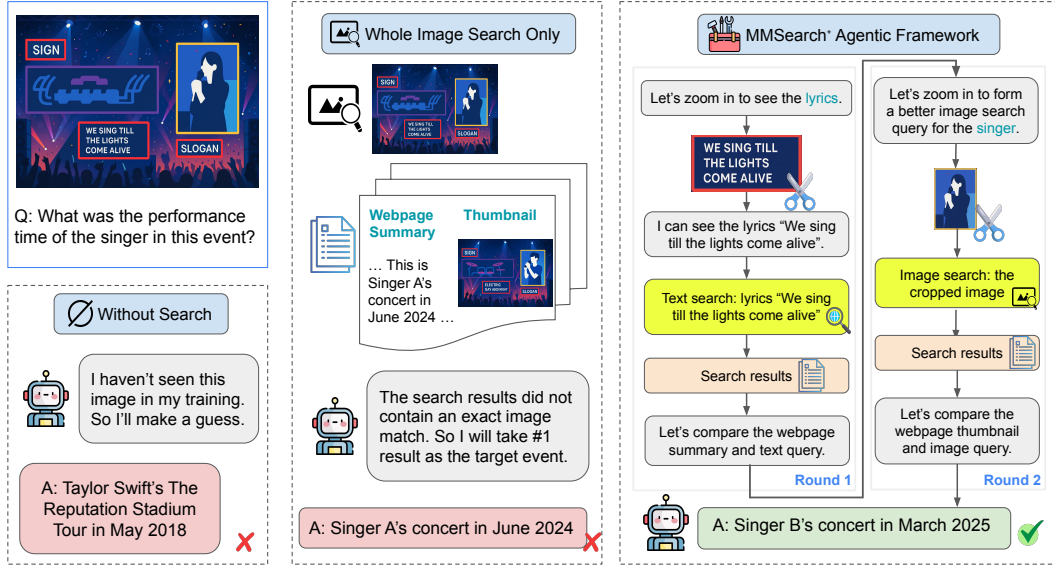 SIGN
WE SING TILL
THE LIGHTS
COME ALIVE
SLOGAN
Q: What was the performance
time of the singer in this event?
Without Search
I haven't seen this
image in my training.
So I'll make a guess.
A: Taylor Swift's The
Reputation Stadium
Tour in May 2018
Whole Image Search Only
SIGN
WE SING TILL
THE LIGHTS
COME ALIVE
SLOGAN
Webpage
Summary
Thumbnail
... This is
Singer A's
concert in
June 2024 ...
SIGN
ELECTRIC
DAY AND NIGHT
SLOGAN
The search results did not
contain an exact image
match. So I will take #1
result as the target event.
A: Singer A's concert in June 2024
MMSearch+ Agentic Framework
Let's zoom in to see the lyrics.
WE SING TILL
THE LIGHTS
COME ALIVE
I can see the lyrics "We sing
till the lights come alive".
Text search: lyrics "We sing
till the lights come alive"
Search results
Let's compare the webpage
summary and text query.
Round 1
Let's zoom in to form
a better image search
query for the singer.
Image search: the
cropped image
Search results
Let's compare the
webpage thumbnail
and image query.
Round 2
A: Singer B's concert in March 2025